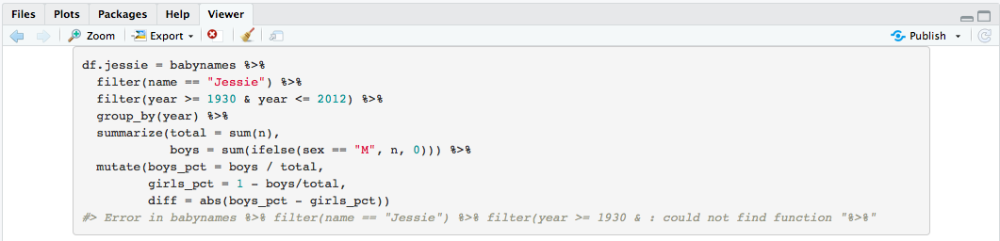 Files Plots Packages Help Viewer
Zoom Export Publish
df.jessie = babynames %>%
filter(name == "Jessie") %>%
filter(year >= 1930 & year <= 2012) %>%
group_by(year) %>%
summarize(total = sum(n),
boys = sum(ifelse(sex == "M", n, 0))) %>%
mutate(boys_pct = boys / total,
girls_pct = 1 - boys/total,
diff = abs(boys_pct - girls_pct))
#> Error in babynames %>% filter(name == "Jessie") %>% filter(year >= 1930 & : could not find function "%>%"